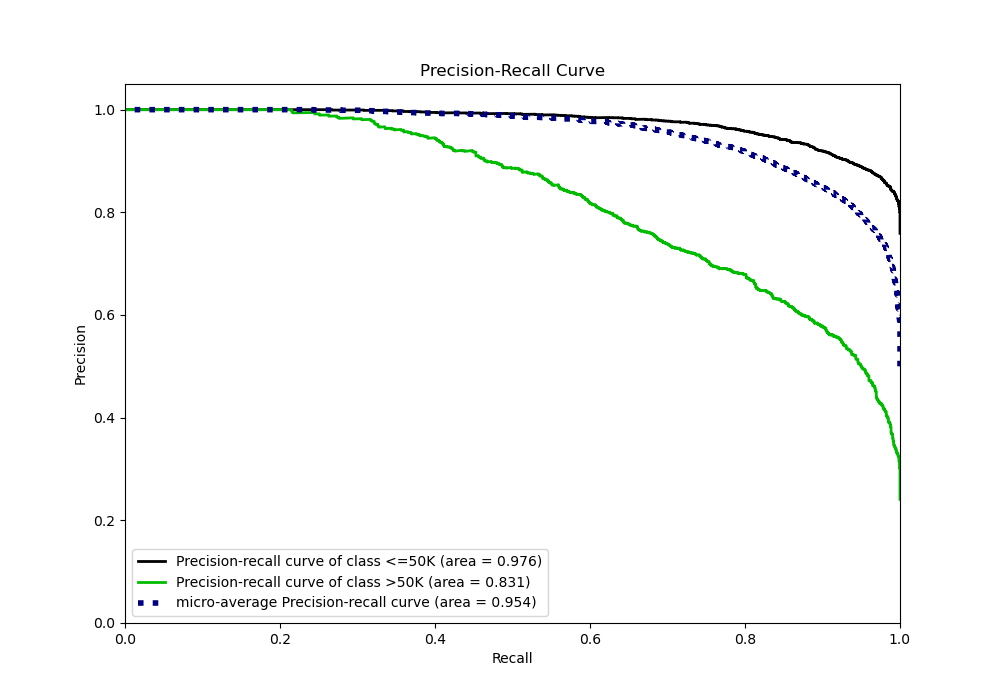 Precision-Recall Curve
1.0
0.8
0.6
0.4
0.2
0.0
Precision
Precision-recall curve of class <=50K (area = 0.976)
Precision-recall curve of class >50K (area = 0.831)
micro-average Precision-recall curve (area = 0.954)
0.0 0.2 0.4 0.6 0.8 1.0
Recall